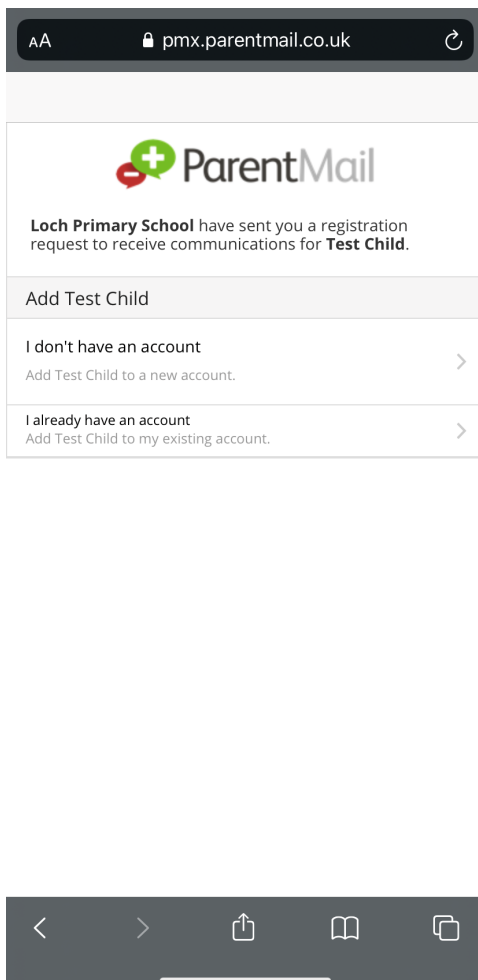 AA pmx.parentmail.co.uk
ParentMail
Loch Primary School have sent you a registration
request to receive communications for Test Child.
Add Test Child
I don't have an account
Add Test Child to a new account.
I already have an account
Add Test Child to my existing account.